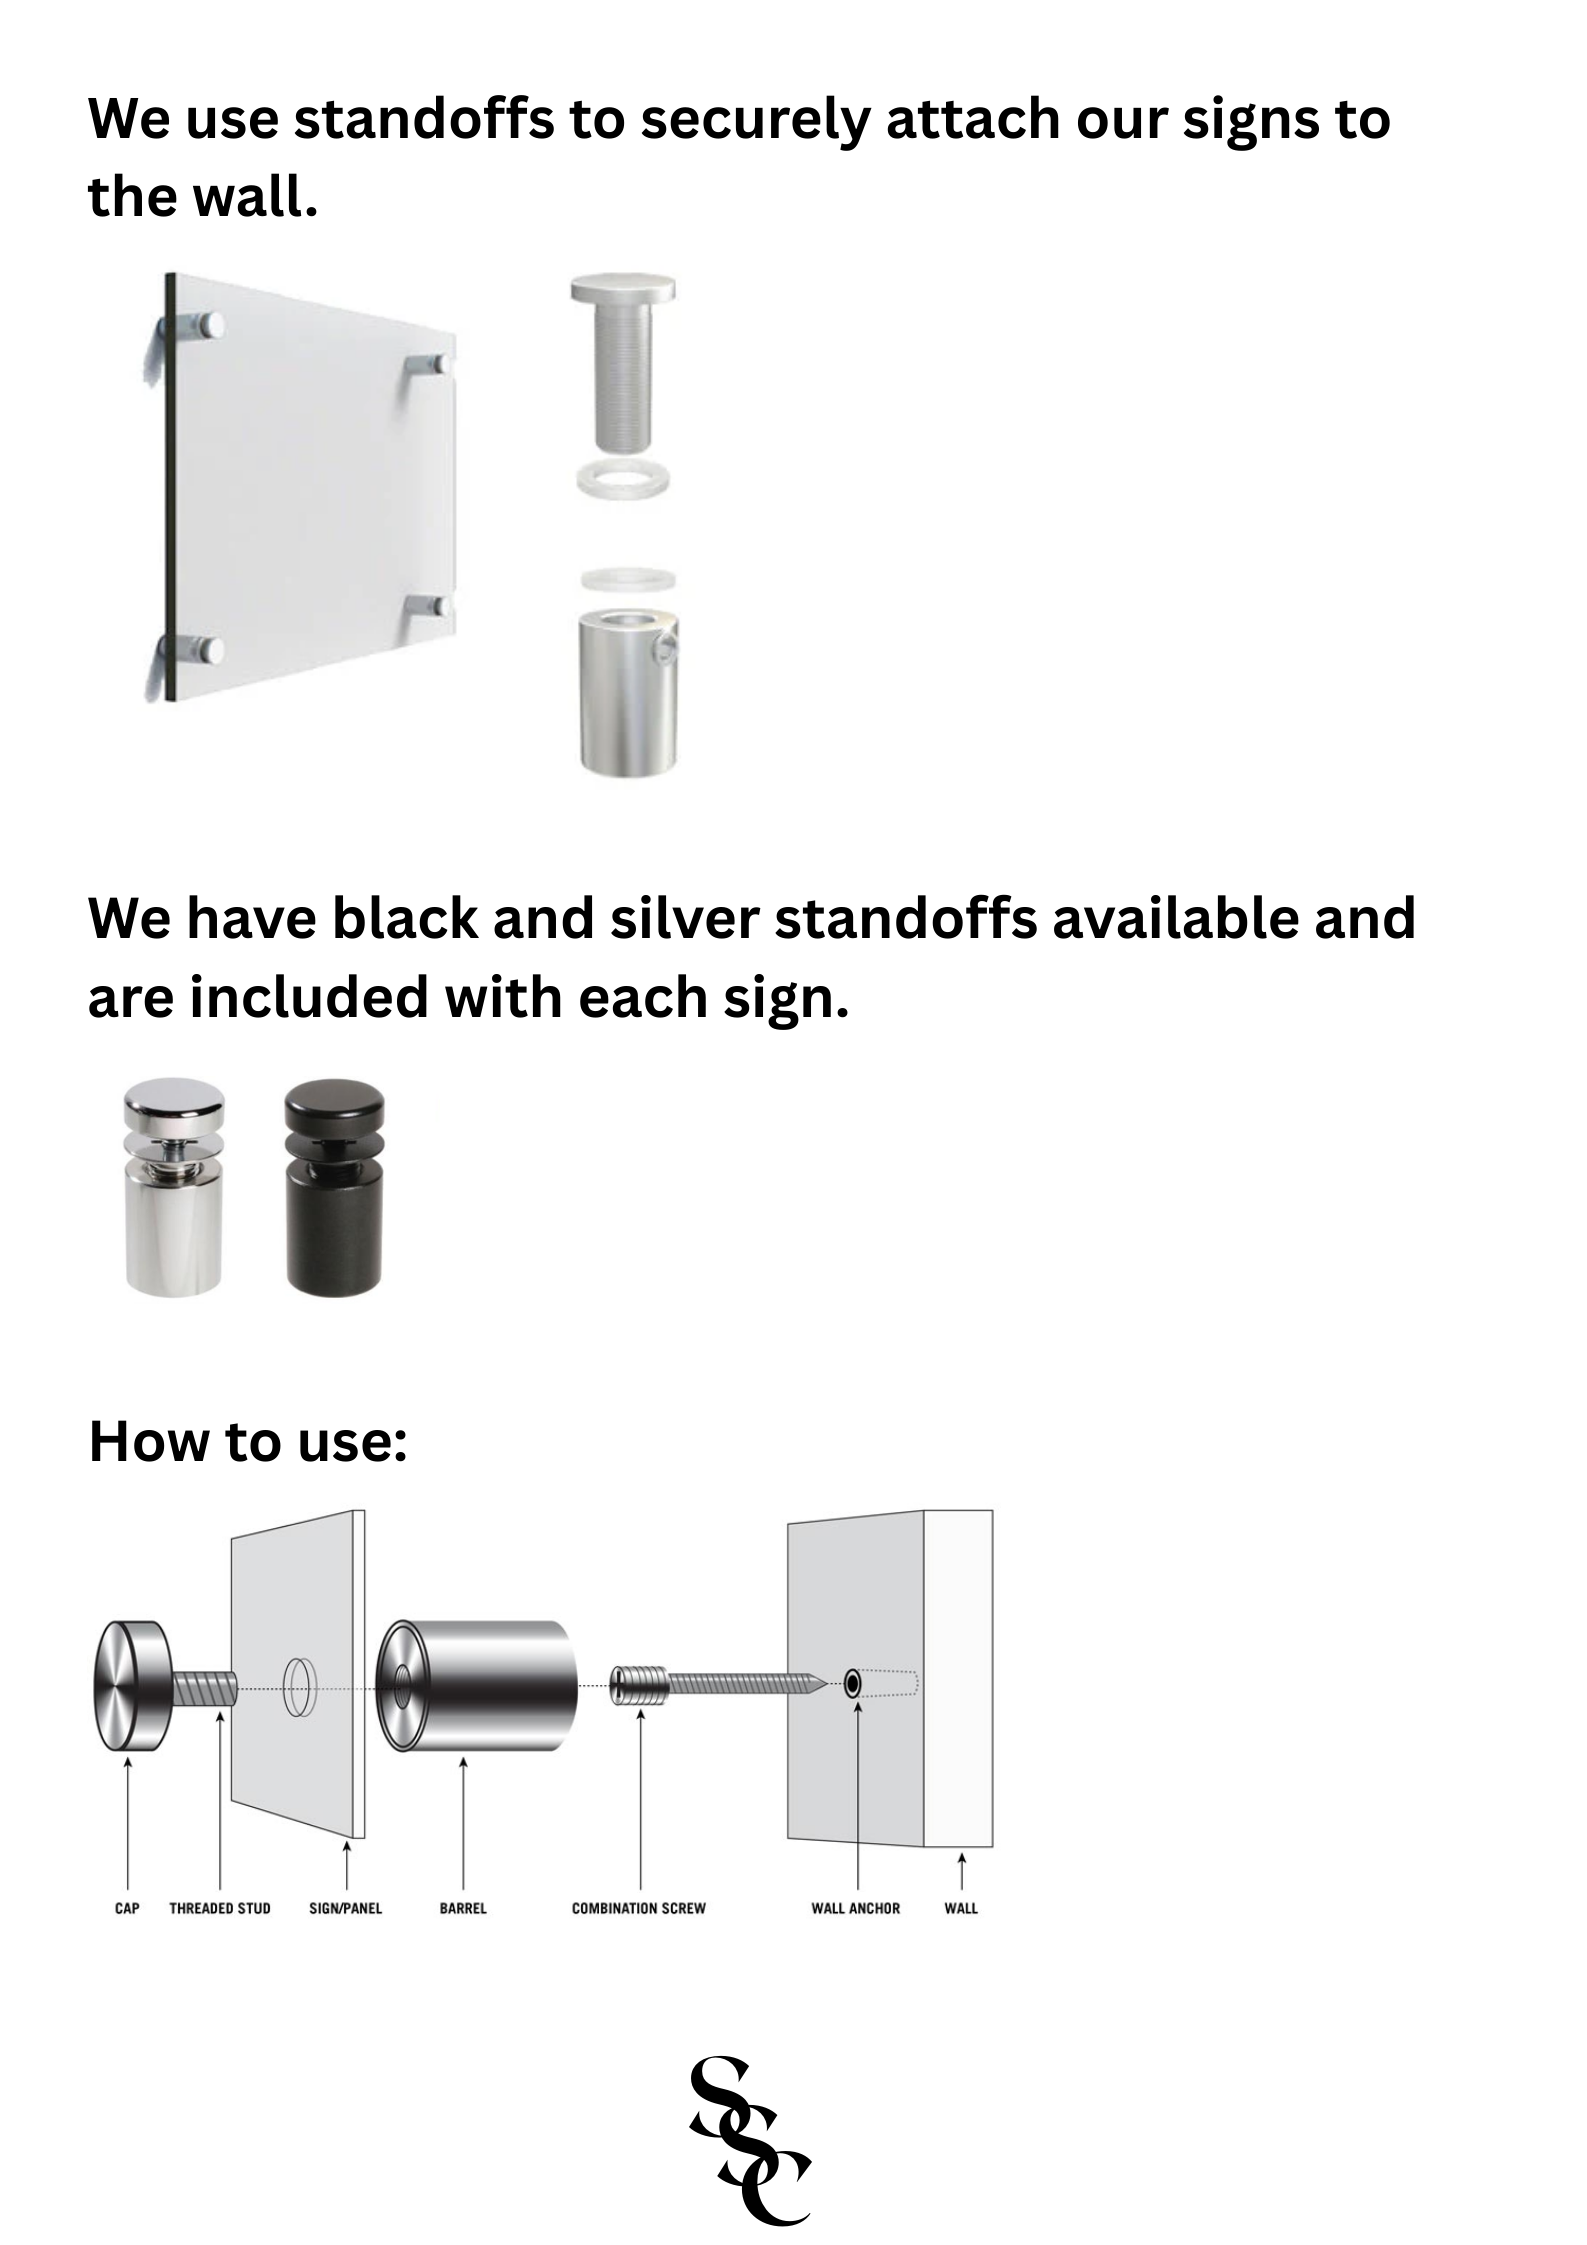 We use standoffs to securely attach our signs to
the wall.
We have black and silver standoffs available and
are included with each sign.
How to use:
CAP THREADED STUD SIGN/PANEL BARREL COMBINATION SCREW WALL ANCHOR WALL
SSC